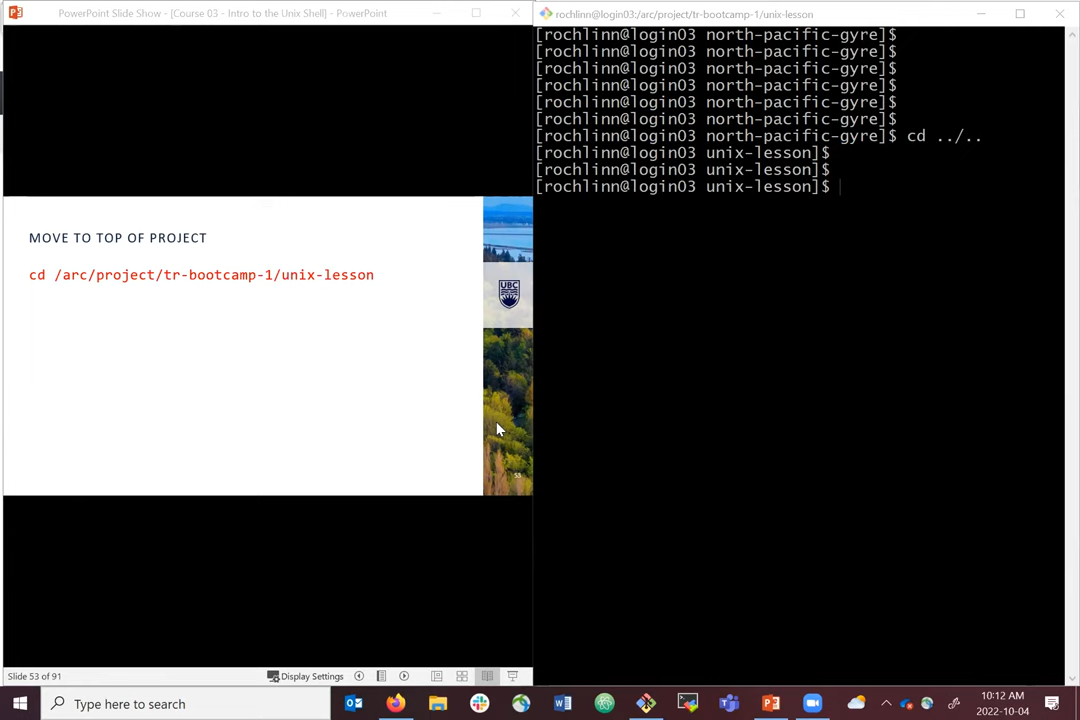 PowerPoint Slide Show - [Course 03 - Intro to the Unix Shell] - PowerPoint
MOVE TO TOP OF PROJECT
cd /arc/project/tr-bootcamp-1/unix-lesson
UBC
53
Slide 53 of 91
Display Settings
rochlinn@login03:/arc/project/tr-bootcamp-1/unix-lesson
[rochlinn@login03 north-pacific-gyre]$
[rochlinn@login03 north-pacific-gyre]$
[rochlinn@login03 north-pacific-gyre]$
[rochlinn@login03 north-pacific-gyre]$
[rochlinn@login03 north-pacific-gyre]$
[rochlinn@login03 north-pacific-gyre]$
[rochlinn@login03 north-pacific-gyre]$ cd ../..
[rochlinn@login03 unix-lesson]$
[rochlinn@login03 unix-lesson]$
[rochlinn@login03 unix-lesson]$
Type here to search
10:12 AM
2022-10-04